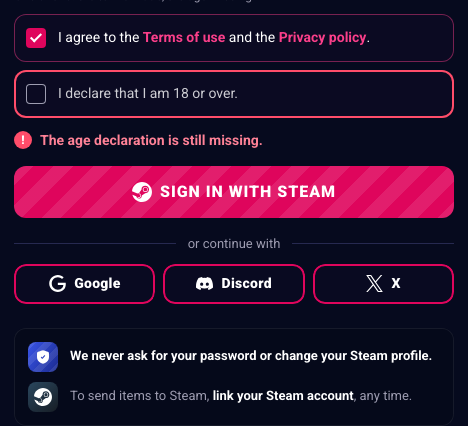 I agree to the Terms of use and the Privacy policy.
I declare that I am 18 or over.
! The age declaration is still missing.
SIGN IN WITH STEAM
or continue with
Google
Discord
X
We never ask for your password or change your Steam profile.
To send items to Steam, link your Steam account, any time.